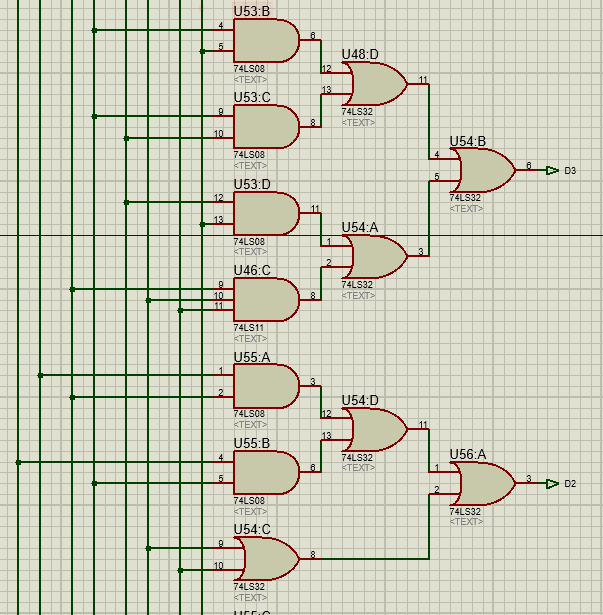 U53:B
4
5
6
74LS08
<TEXT>
U48:D
12
13
11
74LS32
<TEXT>
U53:C
9
10
8
74LS08
<TEXT>
U54:B
4
5
6
D3
74LS32
<TEXT>
U53:D
12
13
11
74LS08
<TEXT>
U54:A
1
2
3
74LS32
<TEXT>
U46:C
9
10
11
8
74LS11
<TEXT>
U55:A
1
2
3
74LS08
<TEXT>
U54:D
12
13
11
74LS32
<TEXT>
U55:B
4
5
6
74LS08
<TEXT>
U56:A
1
2
3
D2
74LS32
<TEXT>
U54:C
9
10
8
74LS32
<TEXT>